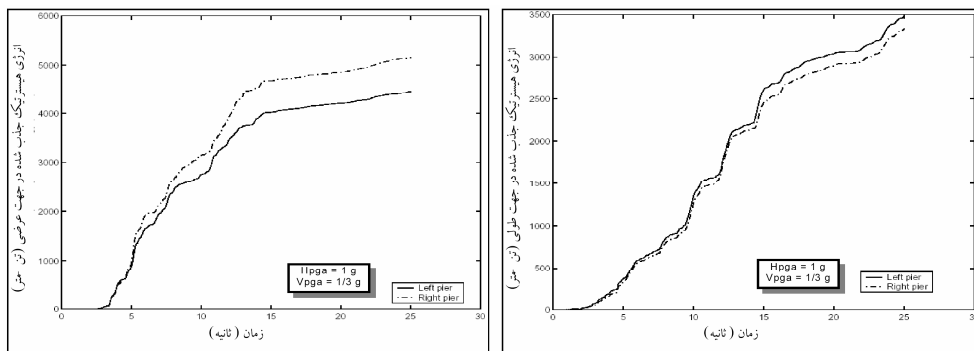 انرژی هیسترتیک جذب شده در جهت عرضی (تن متر)
6000
5000
4000
3000
2000
1000
0
0 5 10 15 20 25 30
Hpga = 1 g
Vpga = 1/3 g
Left pier
Right pier
زمان ( ثانیه )
انرژی هیسترتیک جذب شده در جهت طولی (تن متر)
3500
3000
2500
2000
1500
1000
500
0
0 5 10 15 20 25 30
Hpga = 1 g
Vpga = 1/3 g
Left pier
Right pier
زمان ( ثانیه )